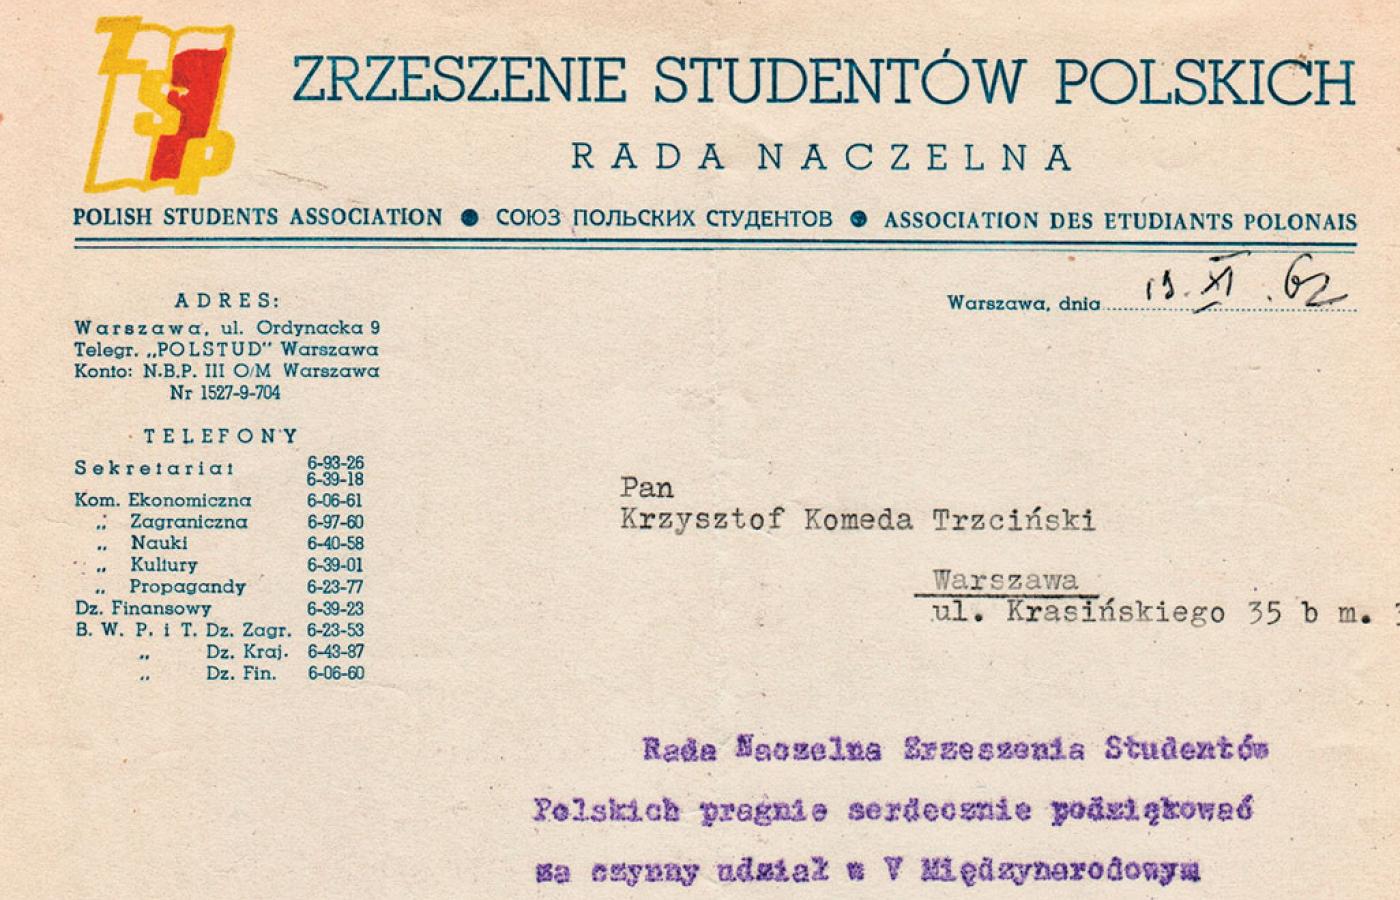 ZSP
ZRZESZENIE STUDENTÓW POLSKICH
RADA NACZELNA
POLISH STUDENTS ASSOCIATION ● СОЮЗ ПОЛЬСКИХ СТУДЕНТОВ ● ASSOCIATION DES ETUDIANTS POLONAIS
Warszawa, dnia 19. XI. 62
ADRES:
Warszawa, ul. Ordynacka 9
Telegr. „POLSTUD" Warszawa
Konto: N.B.P. III O/M Warszawa
Nr 1527-9-704
TELEFONY
Sekretariat 6-93-26
6-39-18
Kom. Ekonomiczna 6-06-61
„ Zagraniczna 6-97-60
„ Nauki 6-40-58
„ Kultury 6-39-01
„ Propagandy 6-23-77
Dz. Finansowy 6-39-23
B. W. P. i T. Dz. Zagr. 6-23-53
„ Dz. Kraj. 6-43-87
„ Dz. Fin. 6-06-60
Pan
Krzysztof Komeda Trzciński
Warszawa
ul. Krasińskiego 35 b m.
Rada Naczelna Zrzeszenia Studentów
Polskich pragnie serdecznie podziękować
za czynny udział w V Międzynarodowym